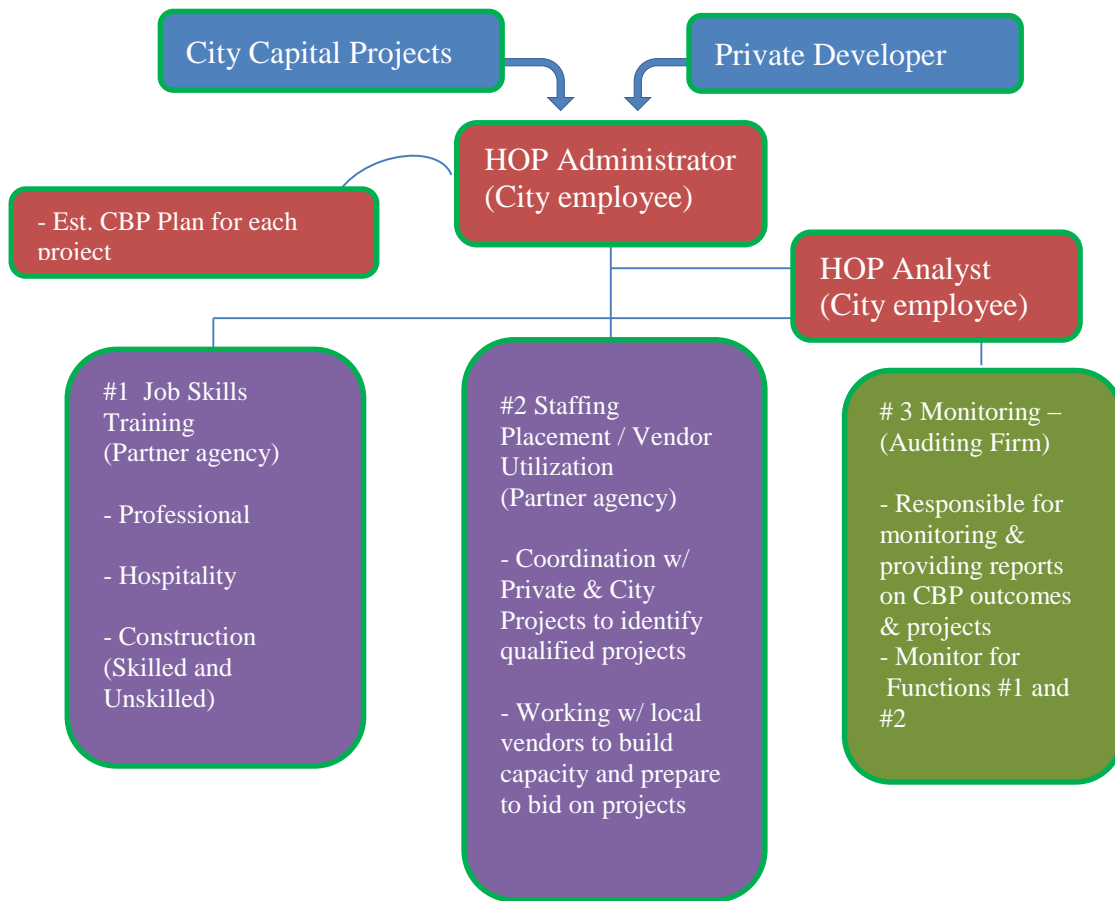 City Capital Projects
Private Developer
HOP Administrator
(City employee)
- Est. CBP Plan for each
project
HOP Analyst
(City employee)
#1  Job Skills
Training
(Partner agency)
- Professional
- Hospitality
- Construction
(Skilled and
Unskilled)
#2 Staffing
Placement / Vendor
Utilization
(Partner agency)
- Coordination w/
Private & City
Projects to identify
qualified projects
- Working w/ local
vendors to build
capacity and prepare
to bid on projects
# 3 Monitoring –
(Auditing Firm)
- Responsible for
monitoring &
providing reports
on CBP outcomes
& projects
- Monitor for
Functions #1 and
#2